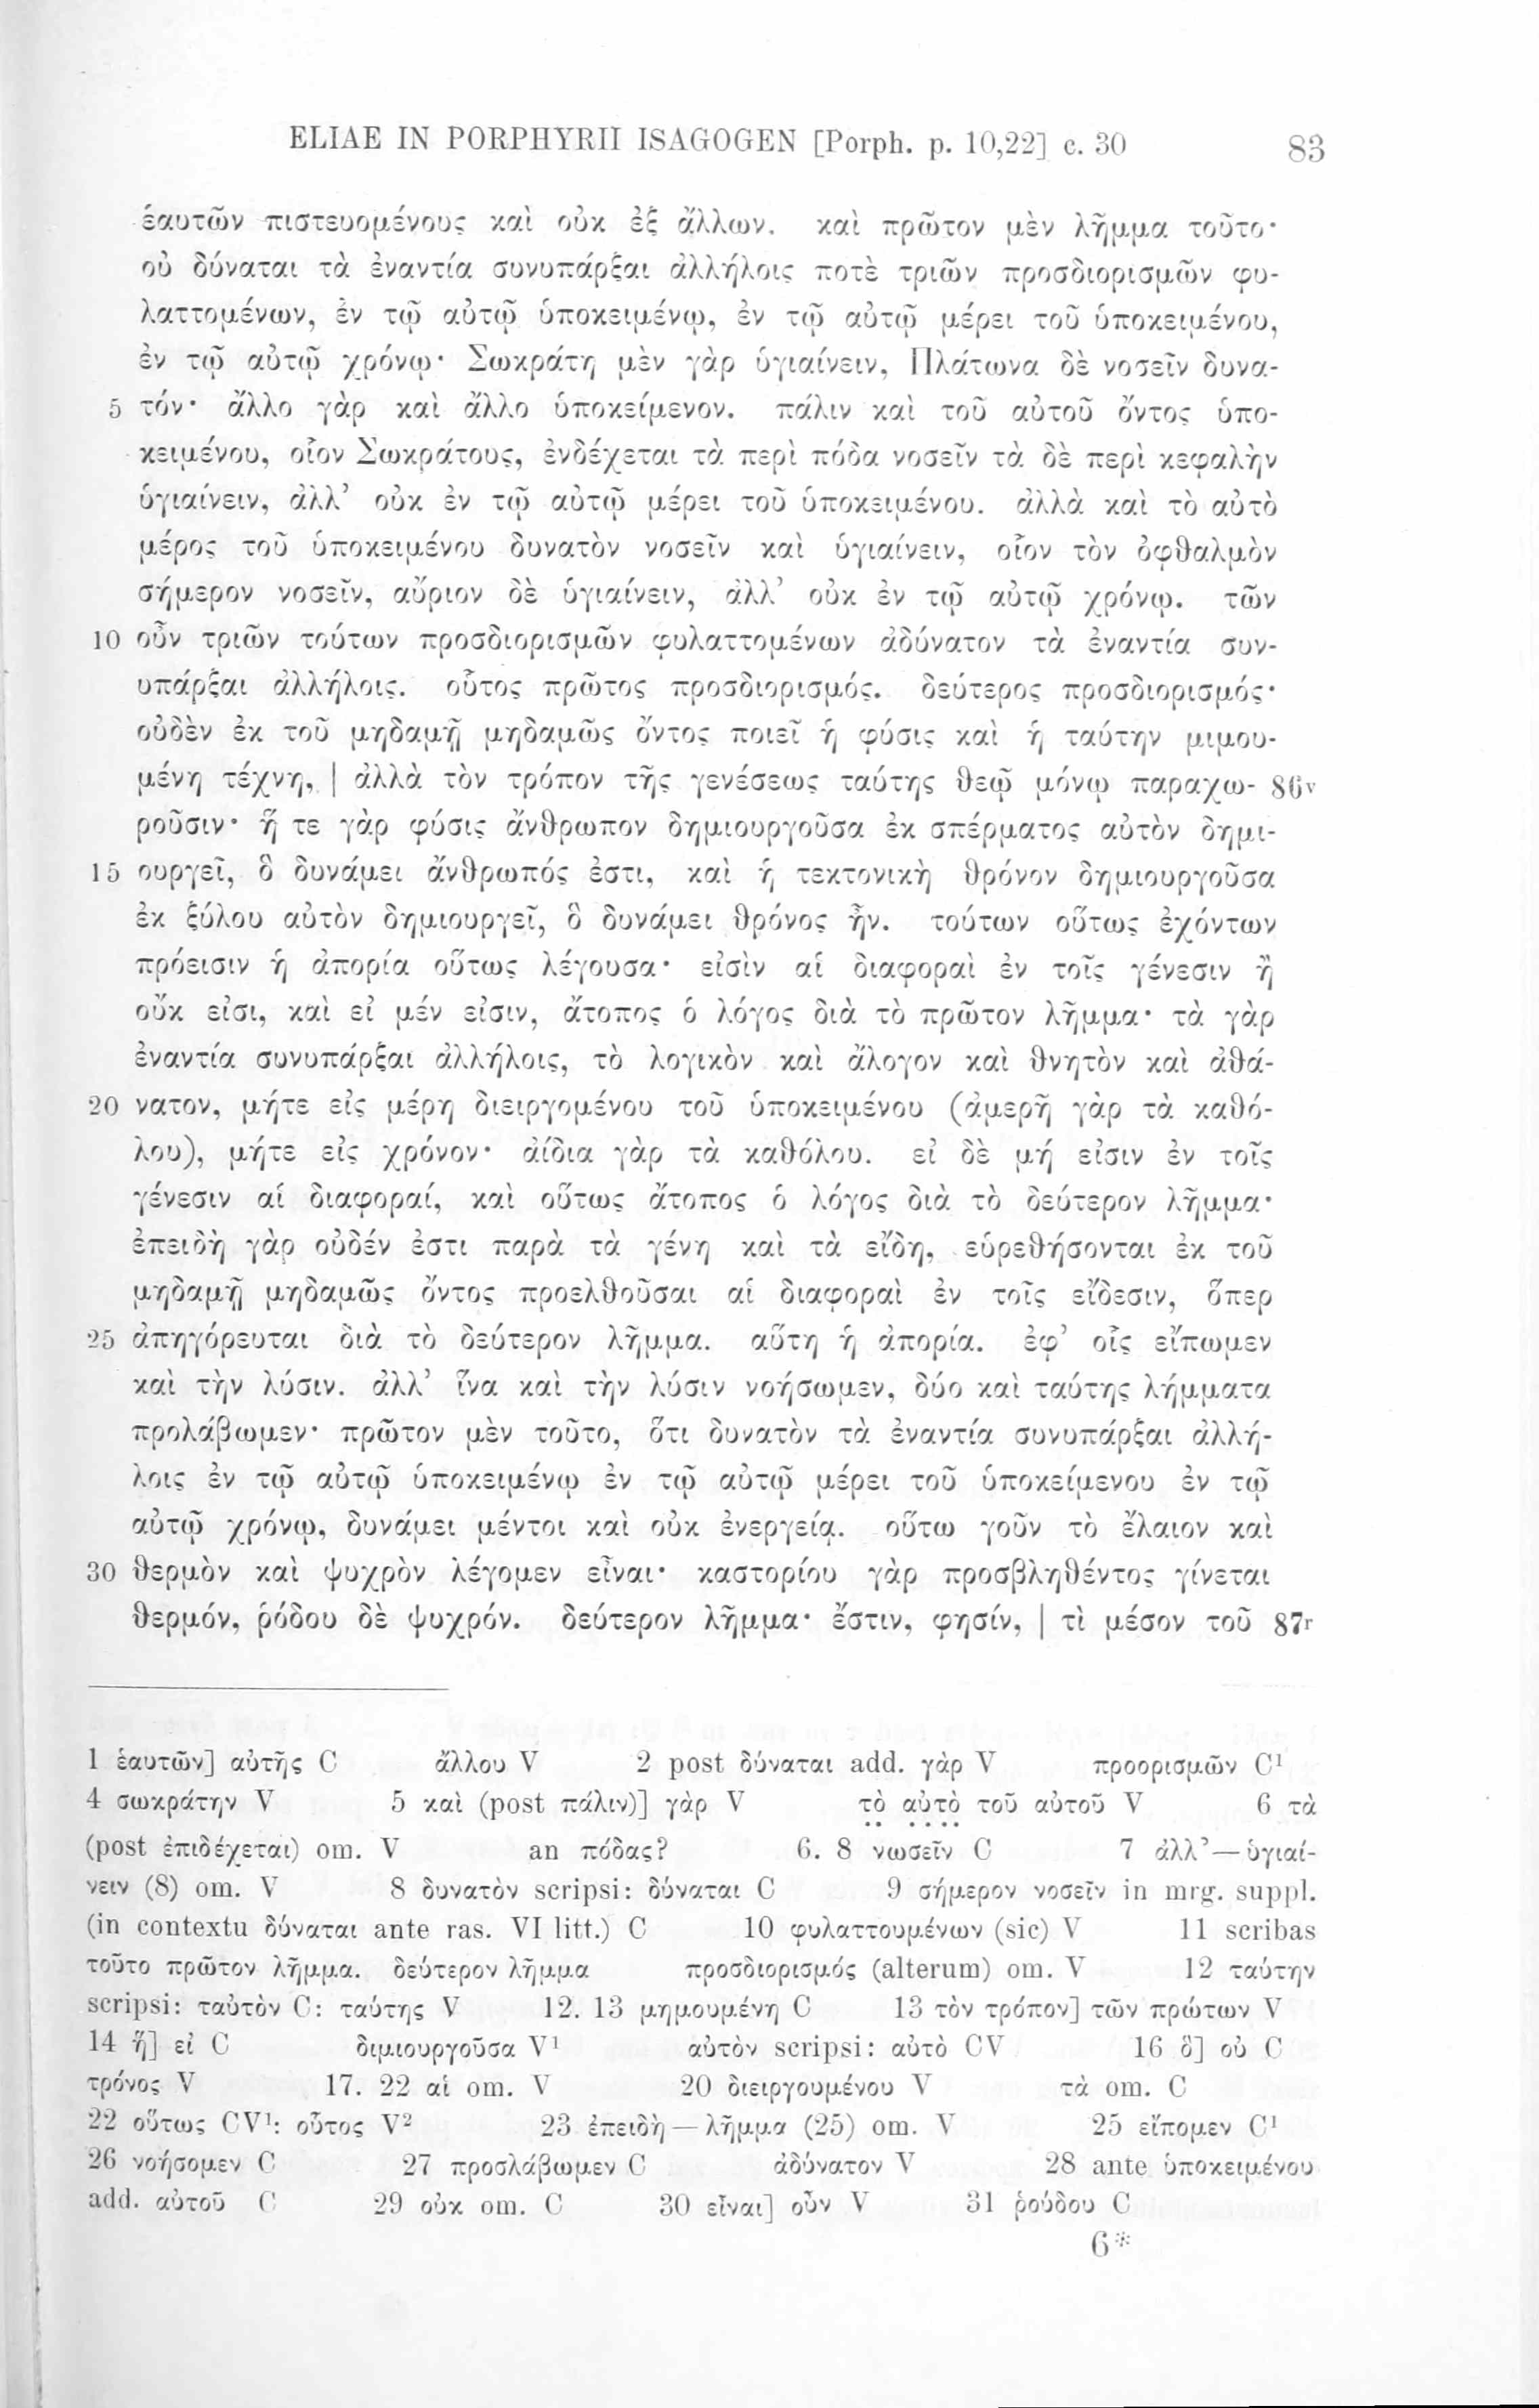 ELIAE IN PORPHYRII ISAGOGEN [Porph. p. 10,22] c. 30 83
ἑαυτῶν πιστευομένους καὶ οὐκ ἐξ ἄλλων. καὶ πρῶτον μὲν λῆμμα τοῦτο·
οὐ δύναται τὰ ἐναντία συνυπάρξαι ἀλλήλοις ποτὲ τριῶν προσδιορισμῶν φυ-
λαττομένων, ἐν τῷ αὐτῷ ὑποκειμένῳ, ἐν τῷ αὐτῷ μέρει τοῦ ὑποκειμένου,
ἐν τῷ αὐτῷ χρόνῳ· Σωκράτη μὲν γὰρ ὑγιαίνειν, Πλάτωνα δὲ νοσεῖν δυνα-
5 τόν· ἄλλο γὰρ καὶ ἄλλο ὑποκείμενον. πάλιν καὶ τοῦ αὐτοῦ ὄντος ὑπο-
κειμένου, οἷον Σωκράτους, ἐνδέχεται τὰ περὶ πόδα νοσεῖν τὰ δὲ περὶ κεφαλὴν
ὑγιαίνειν, ἀλλ’ οὐκ ἐν τῷ αὐτῷ μέρει τοῦ ὑποκειμένου. ἀλλὰ καὶ τὸ αὐτὸ
μέρος τοῦ ὑποκειμένου δυνατὸν νοσεῖν καὶ ὑγιαίνειν, οἷον τὸν ὀφθαλμὸν
σήμερον νοσεῖν, αὔριον δὲ ὑγιαίνειν, ἀλλ’ οὐκ ἐν τῷ αὐτῷ χρόνῳ. τῶν
10 οὖν τριῶν τούτων προσδιορισμῶν φυλαττομένων ἀδύνατον τὰ ἐναντία συν-
υπάρξαι ἀλλήλοις. οὗτος πρῶτος προσδιορισμός. δεύτερος προσδιορισμός·
οὐδὲν ἐκ τοῦ μηδαμῇ μηδαμῶς ὄντος ποιεῖ ἡ φύσις καὶ ἡ ταύτην μιμου-
μένη τέχνη, | ἀλλὰ τὸν τρόπον τῆς γενέσεως ταύτης θεῷ μόνῳ παραχω- 86v
ροῦσιν· ἥ τε γὰρ φύσις ἄνθρωπον δημιουργοῦσα ἐκ σπέρματος αὐτὸν δημι-
15 ουργεῖ, ὃ δυνάμει ἄνθρωπός ἐστι, καὶ ἡ τεκτονικὴ θρόνον δημιουργοῦσα
ἐκ ξύλου αὐτὸν δημιουργεῖ, ὃ δυνάμει θρόνος ἦν. τούτων οὕτως ἐχόντων
πρόεισιν ἡ ἀπορία οὕτως λέγουσα· εἰσὶν αἱ διαφοραὶ ἐν τοῖς γένεσιν ἢ
οὔκ εἰσι, καὶ εἰ μέν εἰσιν, ἄτοπος ὁ λόγος διὰ τὸ πρῶτον λῆμμα· τὰ γὰρ
ἐναντία συνυπάρξαι ἀλλήλοις, τὸ λογικὸν καὶ ἄλογον καὶ θνητὸν καὶ ἀθά-
20 νατον, μήτε εἰς μέρη διειργομένου τοῦ ὑποκειμένου (ἀμερῆ γὰρ τὰ καθό-
λου), μήτε εἰς χρόνον· ἀίδια γὰρ τὰ καθόλου. εἰ δὲ μή εἰσιν ἐν τοῖς
γένεσιν αἱ διαφοραί, καὶ οὕτως ἄτοπος ὁ λόγος διὰ τὸ δεύτερον λῆμμα·
ἐπειδὴ γὰρ οὐδέν ἐστι παρὰ τὰ γένη καὶ τὰ εἴδη, εὑρεθήσονται ἐκ τοῦ
μηδαμῇ μηδαμῶς ὄντος προελθοῦσαι αἱ διαφοραὶ ἐν τοῖς εἴδεσιν, ὅπερ
25 ἀπηγόρευται διὰ τὸ δεύτερον λῆμμα. αὕτη ἡ ἀπορία. ἐφ’ οἷς εἴπωμεν
καὶ τὴν λύσιν. ἀλλ’ ἵνα καὶ τὴν λύσιν νοήσωμεν, δύο καὶ ταύτης λήμματα
προλάβωμεν· πρῶτον μὲν τοῦτο, ὅτι δυνατὸν τὰ ἐναντία συνυπάρξαι ἀλλή-
λοις ἐν τῷ αὐτῷ ὑποκειμένῳ ἐν τῷ αὐτῷ μέρει τοῦ ὑποκείμενου ἐν τῷ
αὐτῷ χρόνῳ, δυνάμει μέντοι καὶ οὐκ ἐνεργείᾳ. οὕτω γοῦν τὸ ἔλαιον καὶ
30 θερμὸν καὶ ψυχρὸν λέγομεν εἶναι· καστορίου γὰρ προσβληθέντος γίνεται
θερμόν, ῥόδου δὲ ψυχρόν. δεύτερον λῆμμα· ἔστιν, φησίν, | τὶ μέσον τοῦ 87r
1 ἑαυτῶν] αὐτῆς C ἄλλου V 2 post δύναται add. γὰρ V προορισμῶν C¹
4 σωκράτην V 5 καὶ (post πάλιν)] γὰρ V τὸ αὐτὸ τοῦ αὐτοῦ V 6 τὰ
(post ἐπιδέχεται) om. V an πόδας? 6. 8 νωσεῖν C 7 ἀλλ’—ὑγιαί-
νειν (8) om. V 8 δυνατὸν scripsi: δύναται C 9 σήμερον νοσεῖν in mrg. suppl.
(in contextu δύναται ante ras. VI litt.) C 10 φυλαττουμένων (sic) V 11 scribas
τοῦτο πρῶτον λῆμμα. δεύτερον λῆμμα προσδιορισμός (alterum) om. V 12 ταύτην
scripsi: ταὐτὸν C: ταύτης V 12. 13 μημουμένη C 13 τὸν τρόπον] τῶν πρώτων V
14 ἥ] εἰ C διμιουργοῦσα V¹ αὐτὸν scripsi: αὐτὸ CV 16 ὃ] οὐ C
τρόνος V 17. 22 αἱ om. V 20 διειργουμένου V τὰ om. C
22 οὕτως CV¹: οὗτος V² 23 ἐπειδὴ—λῆμμα (25) om. V 25 εἴπομεν C¹
26 νοήσομεν C 27 προσλάβωμεν C ἀδύνατον V 28 ante ὑποκειμένου
add. αὐτοῦ C 29 οὐκ om. C 30 εἶναι] οὖν V 31 ῥούδου C
6*